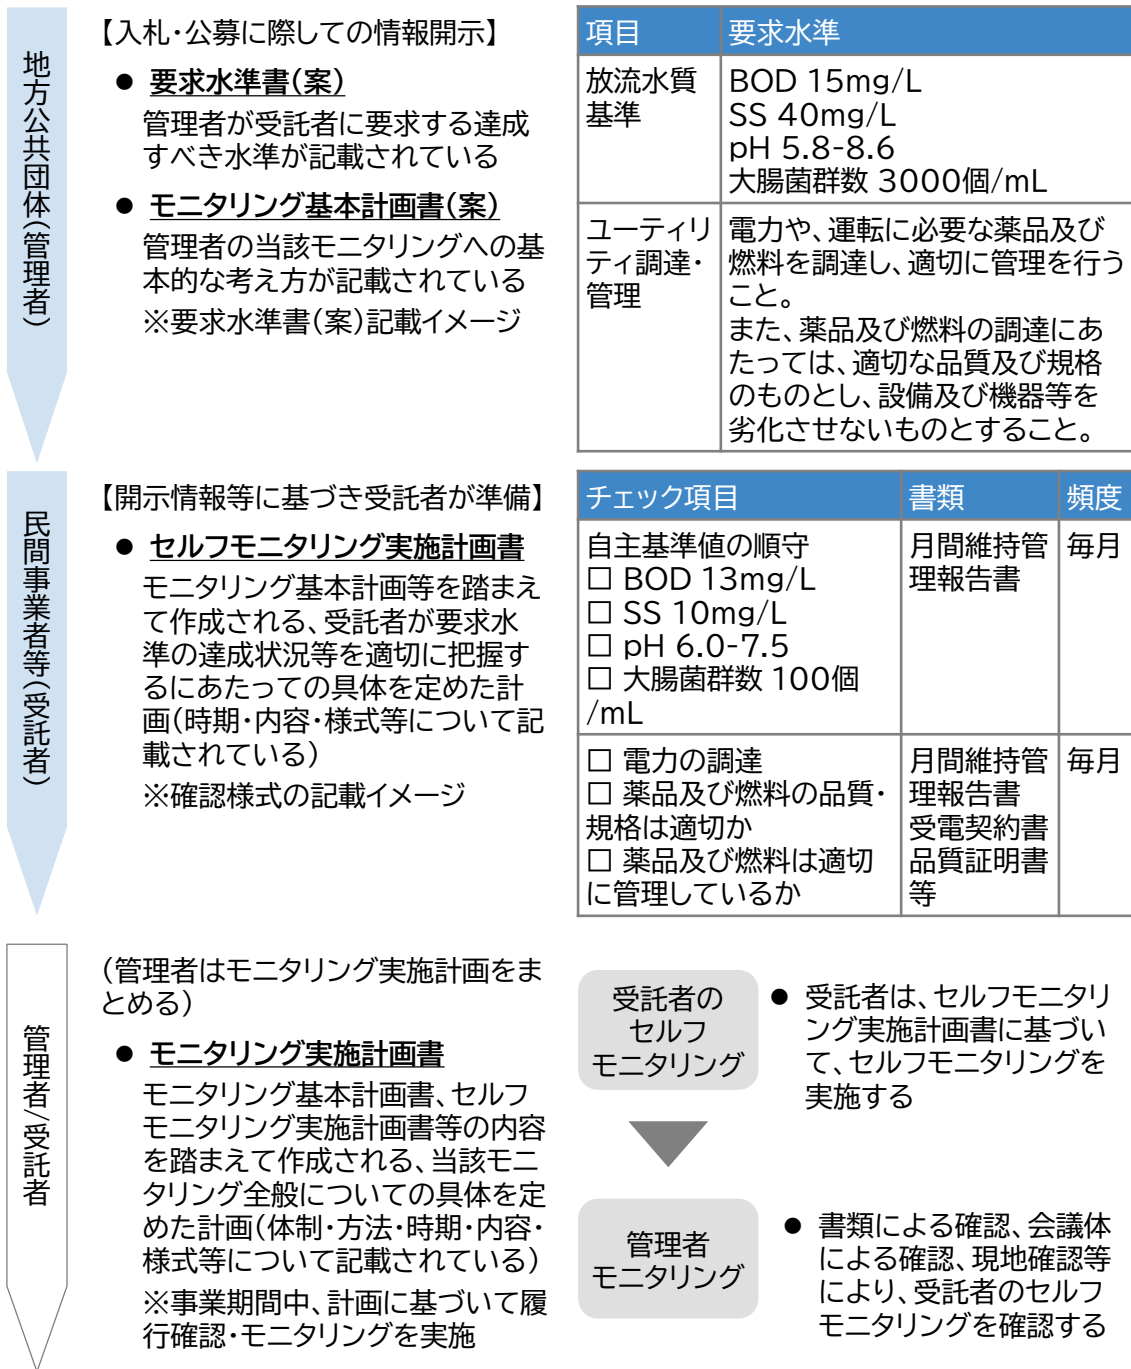 地方公共団体(管理者)
【入札・公募に際しての情報開示】
● 要求水準書(案)
管理者が受託者に要求する達成
すべき水準が記載されている
● モニタリング基本計画書(案)
管理者の当該モニタリングへの基
本的な考え方が記載されている
※要求水準書(案)記載イメージ
項目 要求水準
放流水質
基準
BOD 15mg/L
SS 40mg/L
pH 5.8-8.6
大腸菌群数 3000個/mL
ユーティリ
ティ調達・
管理
電力や、運転に必要な薬品及び
燃料を調達し、適切に管理を行う
こと。
また、薬品及び燃料の調達にあ
たっては、適切な品質及び規格
のものとし、設備及び機器等を
劣化させないものとすること。
民間事業者等(受託者)
【開示情報等に基づき受託者が準備】
● セルフモニタリング実施計画書
モニタリング基本計画等を踏まえ
て作成される、受託者が要求水
準の達成状況等を適切に把握す
るにあたっての具体を定めた計
画(時期・内容・様式等について記
載されている)
※確認様式の記載イメージ
チェック項目 書類 頻度
自主基準値の順守
□ BOD 13mg/L
□ SS 10mg/L
□ pH 6.0-7.5
□ 大腸菌群数 100個
/mL
月間維持管
理報告書
毎月
□ 電力の調達
□ 薬品及び燃料の品質・
規格は適切か
□ 薬品及び燃料は適切
に管理しているか
月間維持管
理報告書
受電契約書
品質証明書
等
毎月
管理者/受託者
(管理者はモニタリング実施計画をま
とめる)
● モニタリング実施計画書
モニタリング基本計画書、セルフ
モニタリング実施計画書等の内容
を踏まえて作成される、当該モニ
タリング全般についての具体を定
めた計画(体制・方法・時期・内容・
様式等について記載されている)
※事業期間中、計画に基づいて履
行確認・モニタリングを実施
受託者の
セルフ
モニタリング
● 受託者は、セルフモニタリ
ング実施計画書に基づい
て、セルフモニタリングを
実施する
管理者
モニタリング
● 書類による確認、会議体
による確認、現地確認等
により、受託者のセルフ
モニタリングを確認する